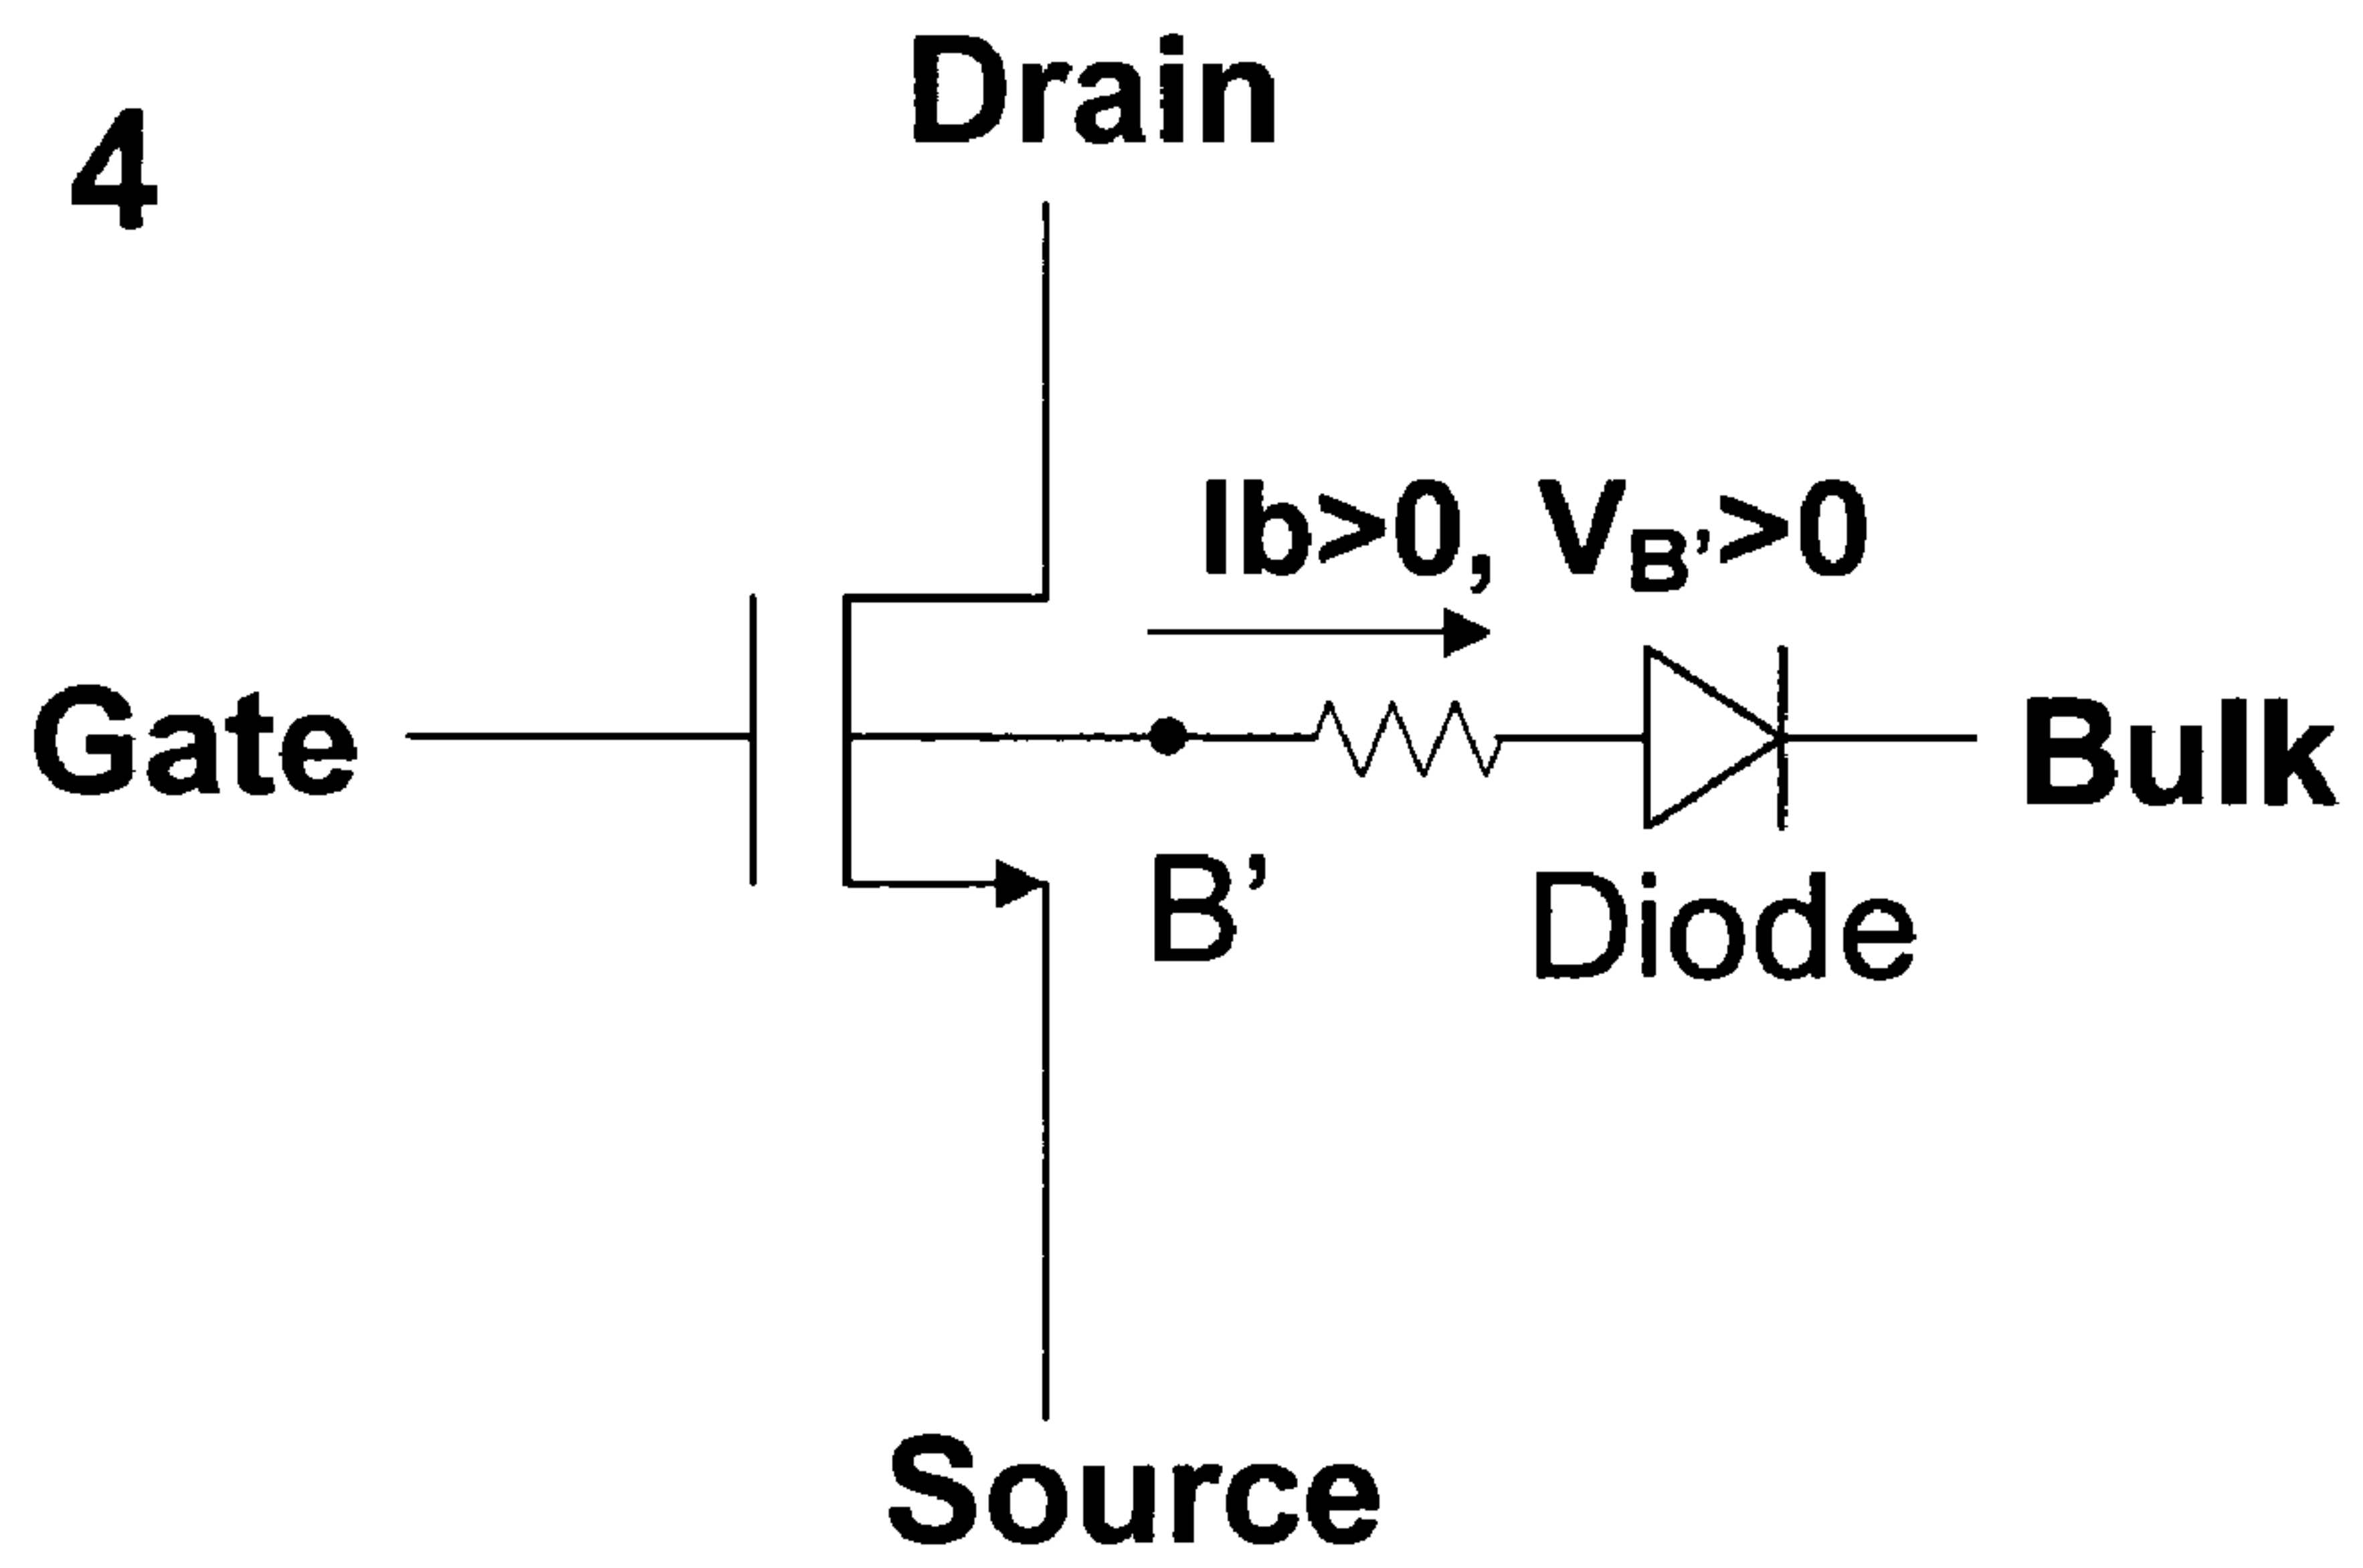 Drain
4
Ib>0, VB’>0
Gate
Bulk
B’
Diode
Source